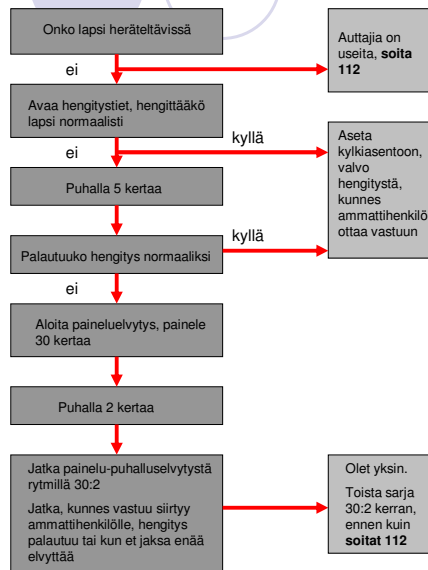 Onko lapsi heräteltävissä
ei
Auttajia on
useita, soita
112
Avaa hengitystiet, hengittääkö
lapsi normaalisti
kyllä
ei
Aseta
kylkiasentoon,
valvo
hengitystä,
kunnes
ammattihenkilö
ottaa vastuun
Puhalla 5 kertaa
Palautuuko hengitys normaaliksi
kyllä
ei
Aloita paineluelvytys, painele
30 kertaa
Puhalla 2 kertaa
Jatka painelu-puhalluselvytystä
rytmillä 30:2
Jatka, kunnes vastuu siirtyy
ammattihenkilölle, hengitys
palautuu tai kun et jaksa enää
elvyttää
Olet yksin.
Toista sarja
30:2 kerran,
ennen kuin
soitat 112